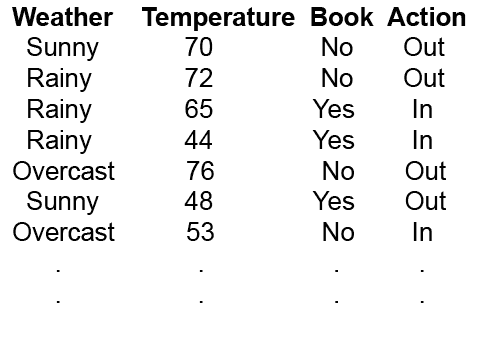 Weather Temperature Book Action
Sunny 70 No Out
Rainy 72 No Out
Rainy 65 Yes In
Rainy 44 Yes In
Overcast 76 No Out
Sunny 48 Yes Out
Overcast 53 No In
. . . .
. . . .